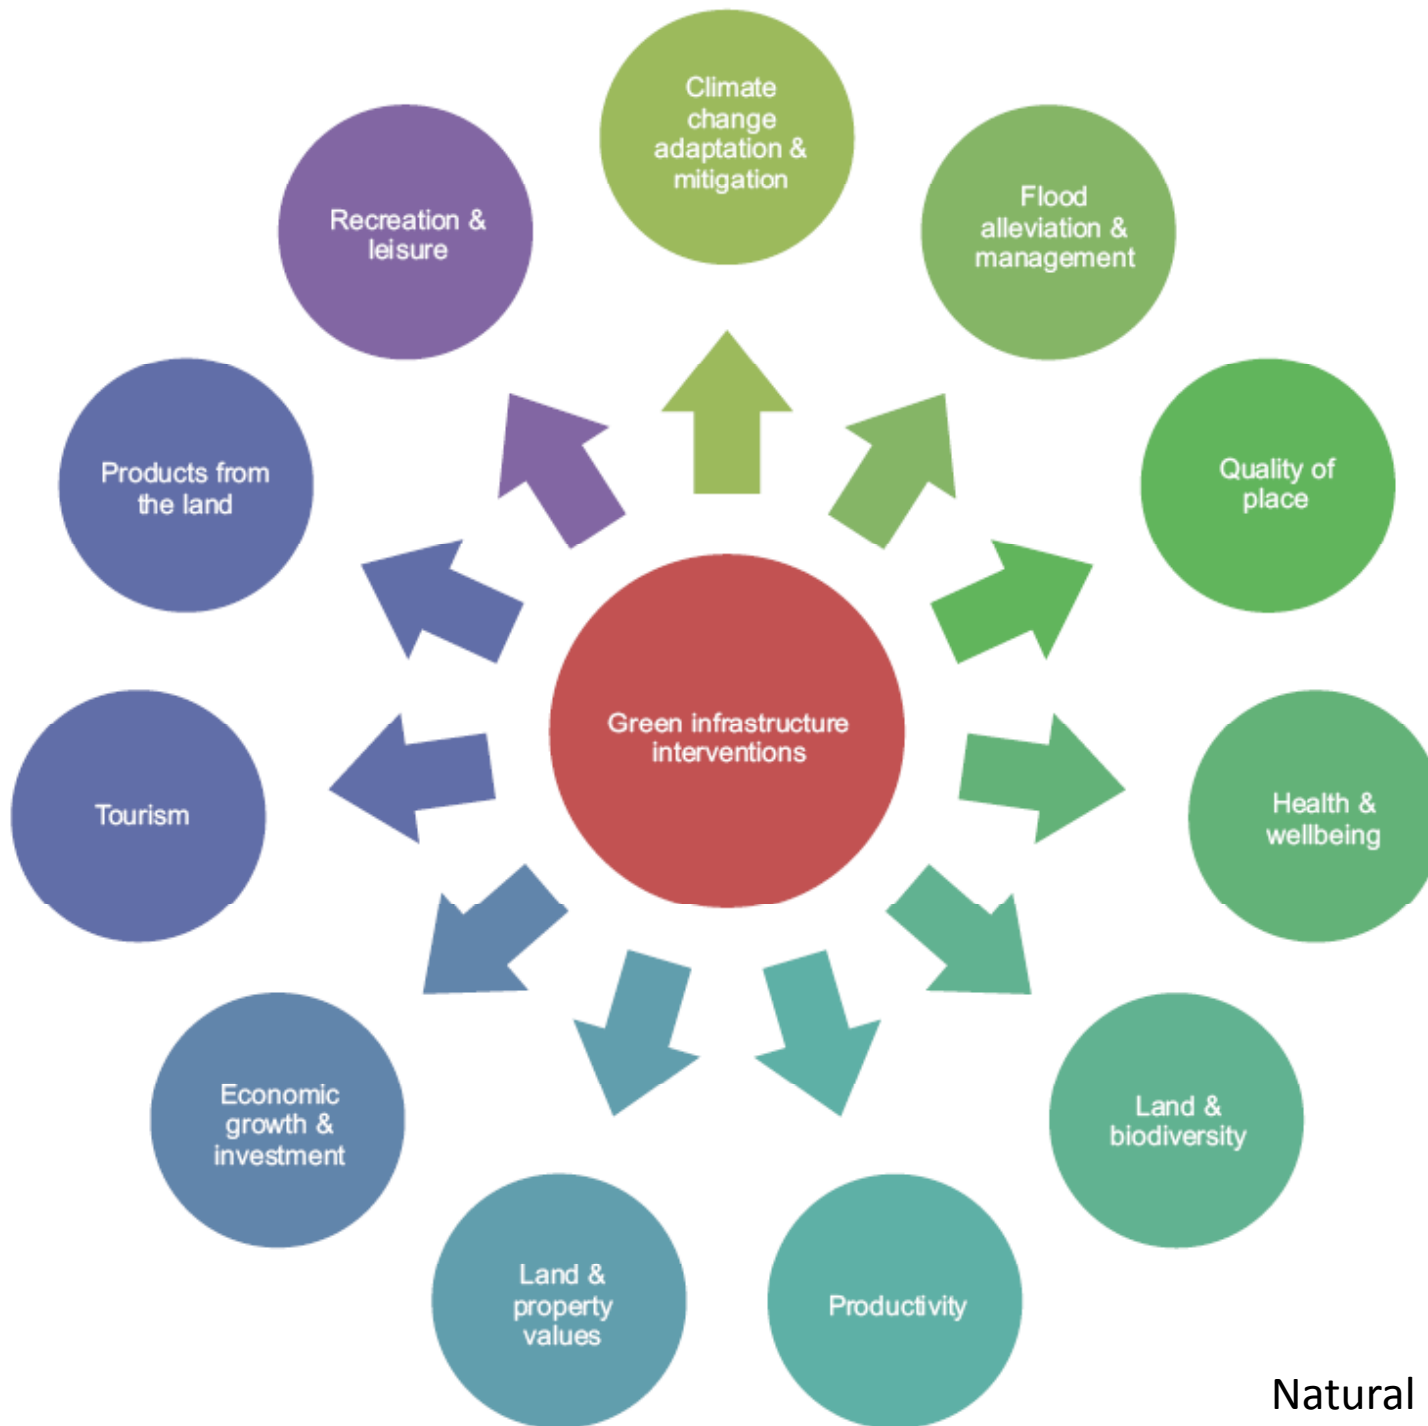 Climate
change
adaptation &
mitigation
Flood
alleviation &
management
Quality of
place
Health &
wellbeing
Land &
biodiversity
Productivity
Land &
property
values
Economic
growth &
investment
Tourism
Products from
the land
Recreation &
leisure
Green infrastructure
interventions
Natural